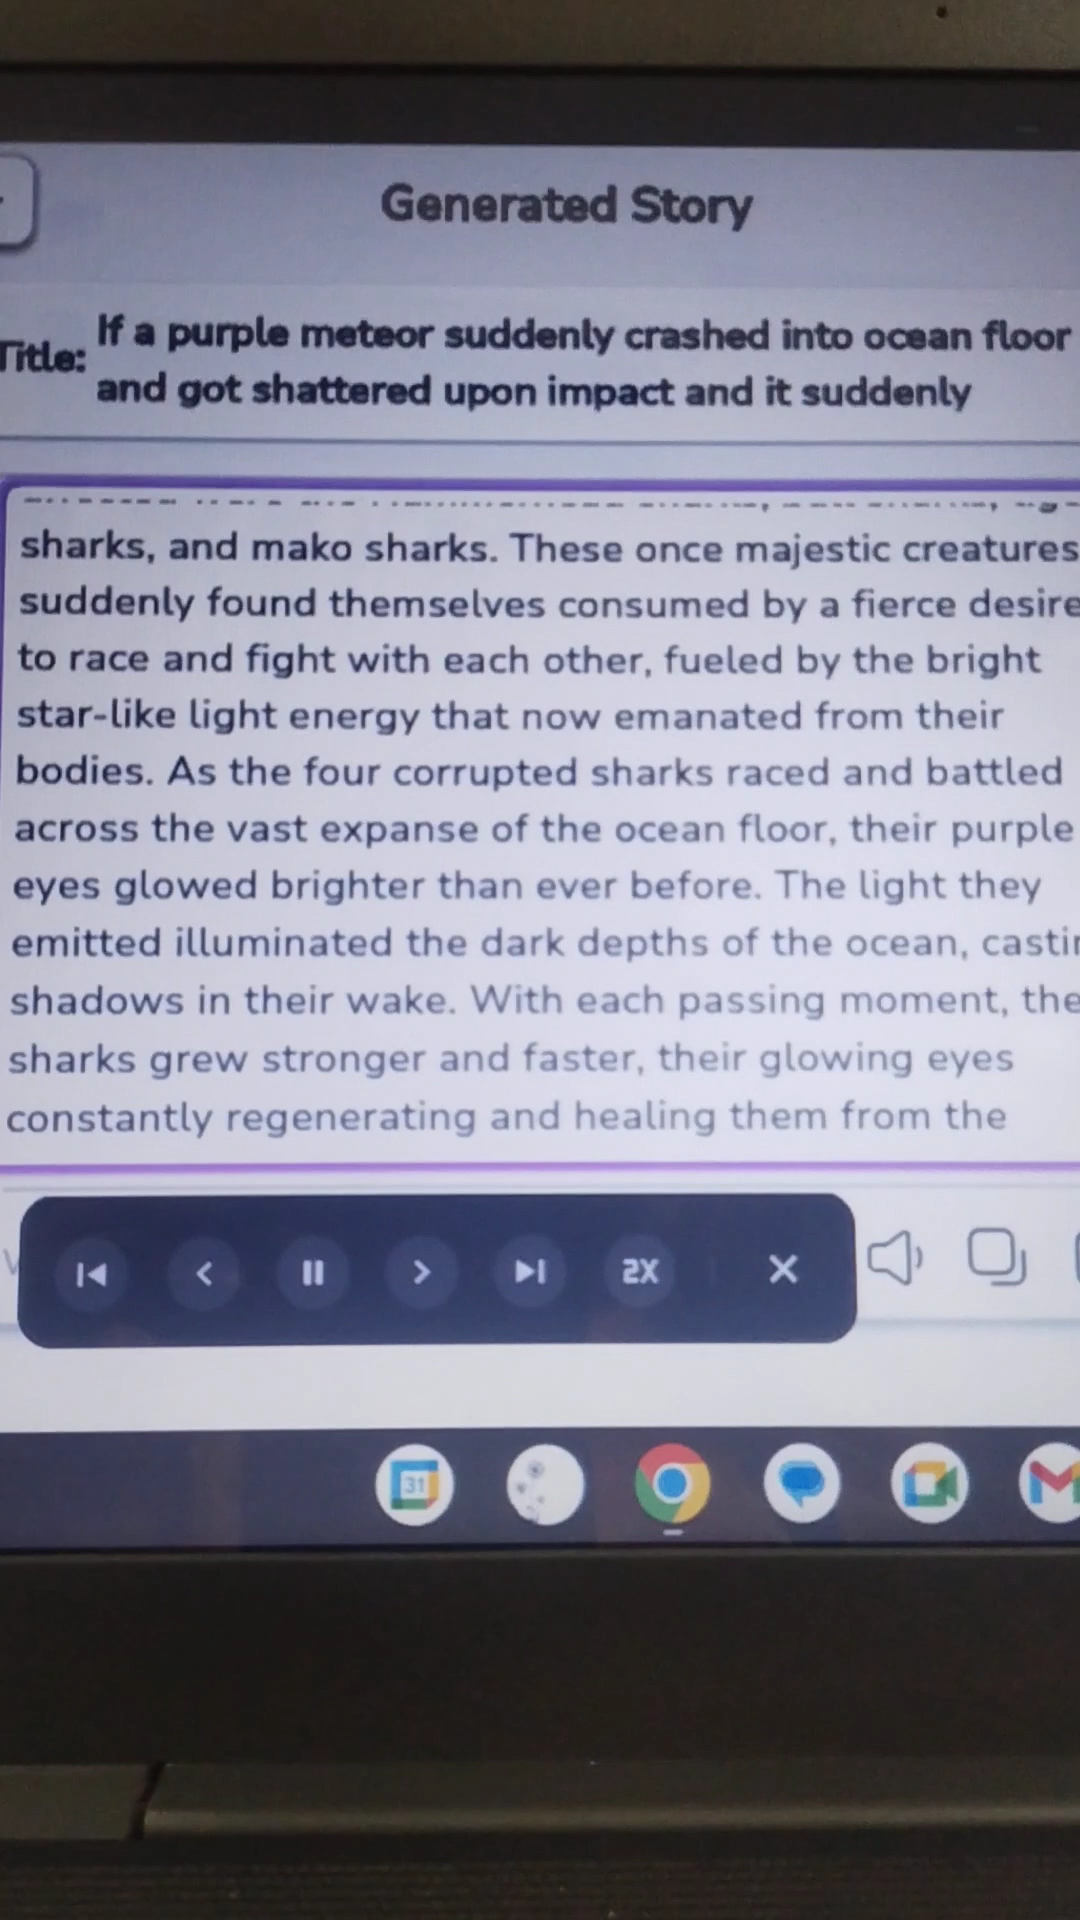 Generated Story
Title: If a purple meteor suddenly crashed into ocean floor
and got shattered upon impact and it suddenly
sharks, and mako sharks. These once majestic creatures
suddenly found themselves consumed by a fierce desire
to race and fight with each other, fueled by the bright
star-like light energy that now emanated from their
bodies. As the four corrupted sharks raced and battled
across the vast expanse of the ocean floor, their purple
eyes glowed brighter than ever before. The light they
emitted illuminated the dark depths of the ocean,
shadows in their wake. With each passing moment, the
sharks grew stronger and faster, their glowing eyes
constantly regenerating and healing them from the
2X
31